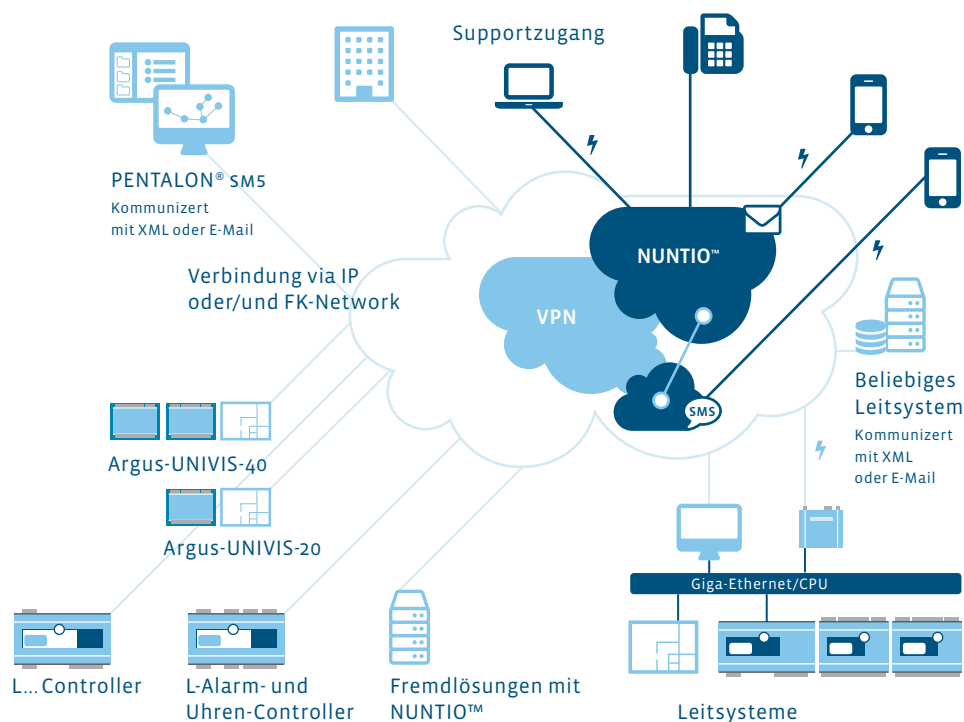 Supportzugang
PENTALON® SM5
Kommunizert
mit XML oder E-Mail
NUNTIO™
Verbindung via IP
oder/und FK-Network
VPN
SMS
Beliebiges
Leitsystem
Kommunizert
mit XML
oder E-Mail
Argus-UNIVIS-40
Argus-UNIVIS-20
Giga-Ethernet/CPU
L... Controller
L-Alarm- und
Uhren-Controller
Fremdlösungen mit
NUNTIO™
Leitsysteme